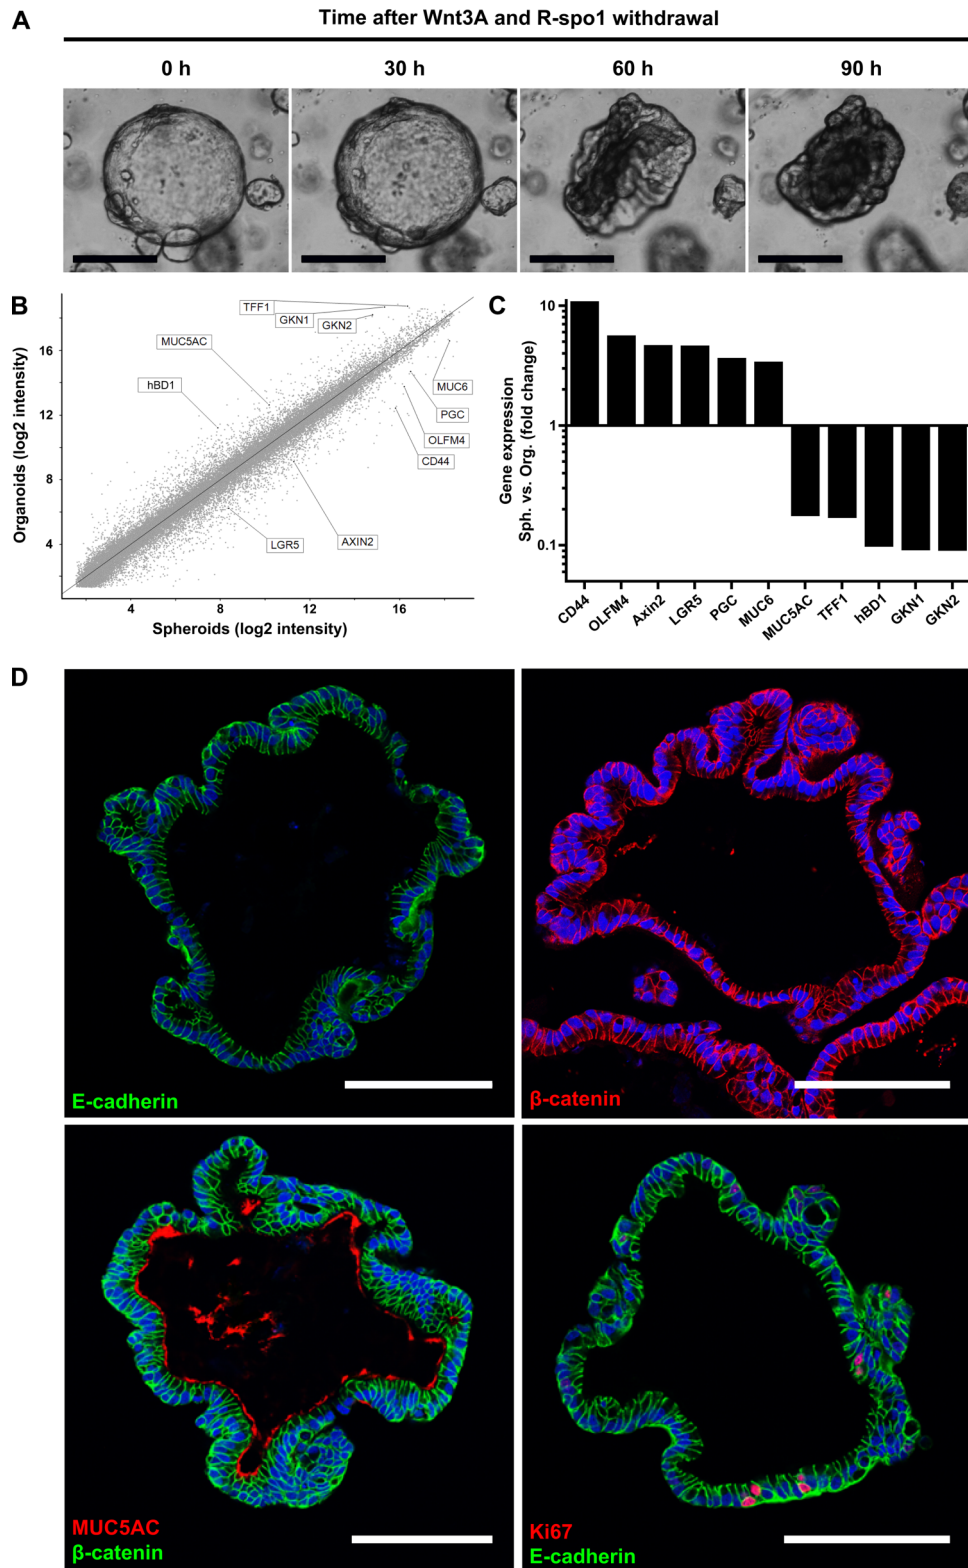 A
Time after Wnt3A and R-spo1 withdrawal
0 h
30 h
60 h
90 h
B
Organoids (log2 intensity)
16
12
8
4
4
8
12
16
Spheroids (log2 intensity)
TFF1
GKN1
GKN2
MUC5AC
hBD1
MUC6
PGC
OLFM4
CD44
LGR5
AXIN2
C
Gene expression
Sph. vs. Org. (fold change)
10
1
0.1
CD44
OLFM4
Axin2
LGR5
PGC
MUC6
MUC5AC
TFF1
hBD1
GKN1
GKN2
D
E-cadherin
β-catenin
MUC5AC
β-catenin
Ki67
E-cadherin